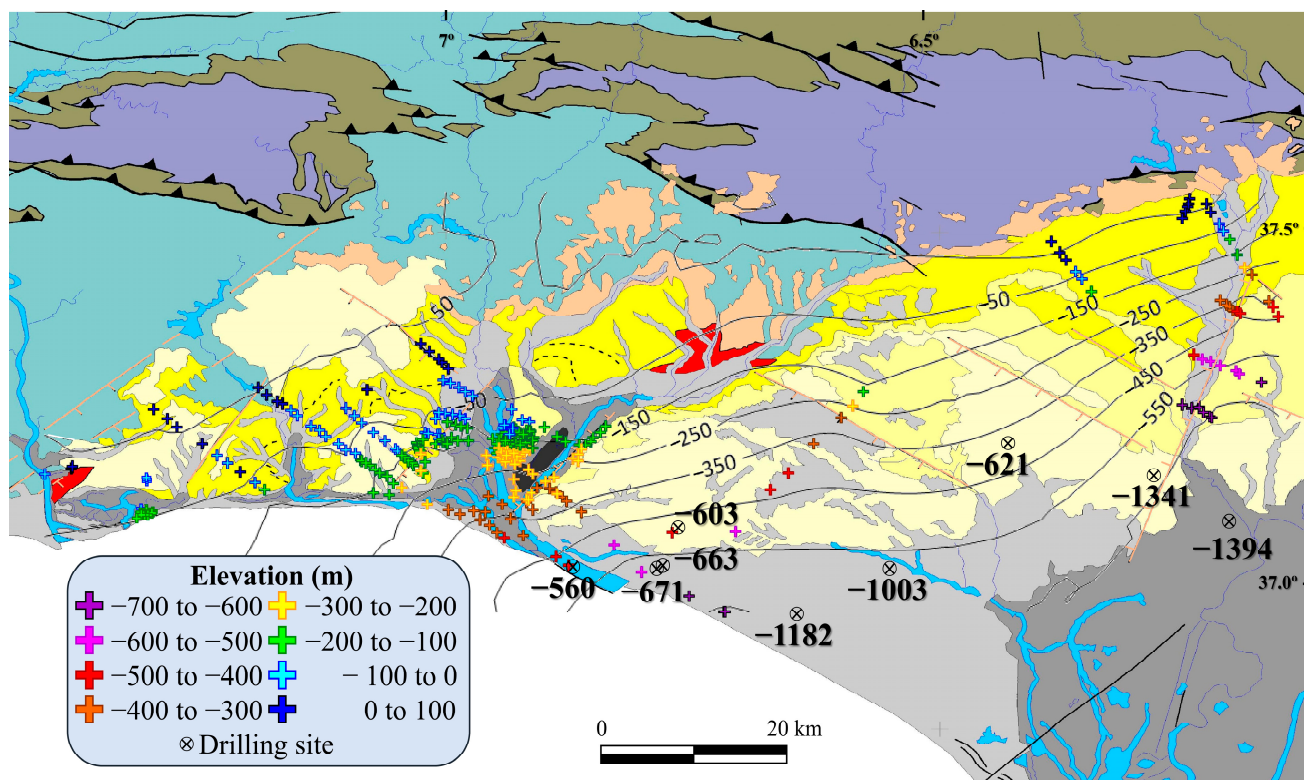 7º
6.5º
37.5º
50
−50
−50
−150
−150
−250
−250
−350
−350
−450
−550
−621
−1341
−603
−1394
−663
−560
−671
−1003
37.0º
−1182
Elevation (m)
−700 to −600
−300 to −200
−600 to −500
−200 to −100
−500 to −400
− 100 to 0
−400 to −300
0 to 100
Drilling site
0
20 km